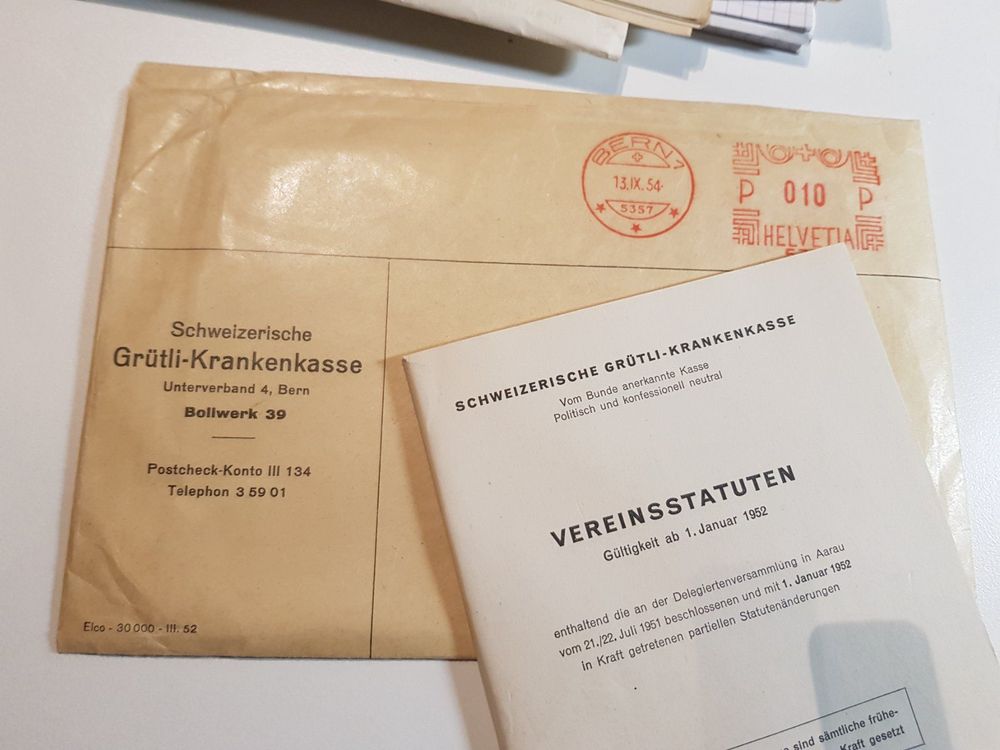 BERN 1
13.IX.54
5357
P 010 P
HELVETIA
Schweizerische
Grütli-Krankenkasse
Unterverband 4, Bern
Bollwerk 39
Postcheck-Konto III 134
Telephon 3 59 01
Elco - 30 000 - III. 52
SCHWEIZERISCHE GRÜTLI-KRANKENKASSE
Vom Bunde anerkannte Kasse
Politisch und konfessionell neutral
VEREINSSTATUTEN
Gültigkeit ab 1. Januar 1952
enthaltend die an der Delegiertenversammlung in Aarau
vom 21./22. Juli 1951 beschlossenen und mit 1. Januar 1952
in Kraft getretenen partiellen Statutenänderungen
sind sämtliche frühe-
Kraft gesetzt